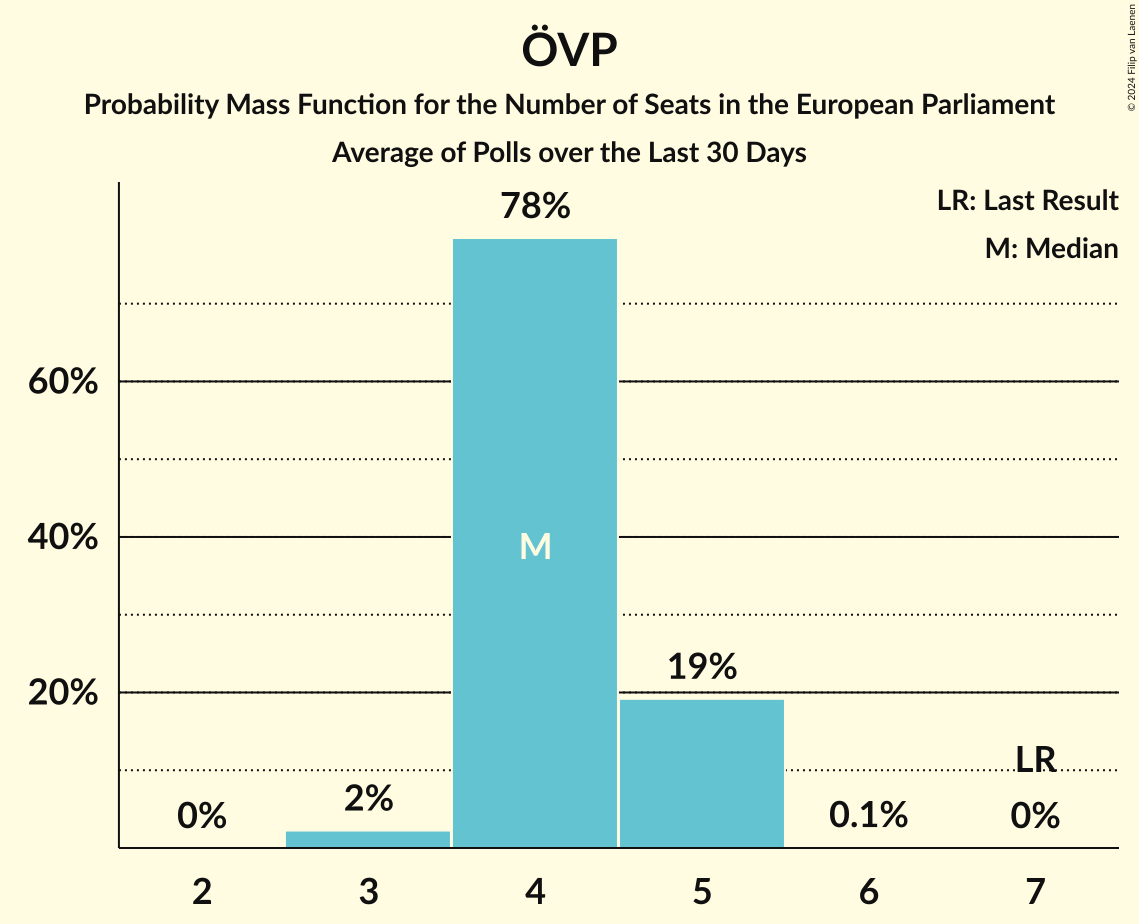 ÖVP
Probability Mass Function for the Number of Seats in the European Parliament
Average of Polls over the Last 30 Days
© 2024 Filip van Laenen
LR: Last Result
M: Median
78%
60%
40%
M
19%
20%
LR
2%
0%
0.1%
0%
2 3 4 5 6 7